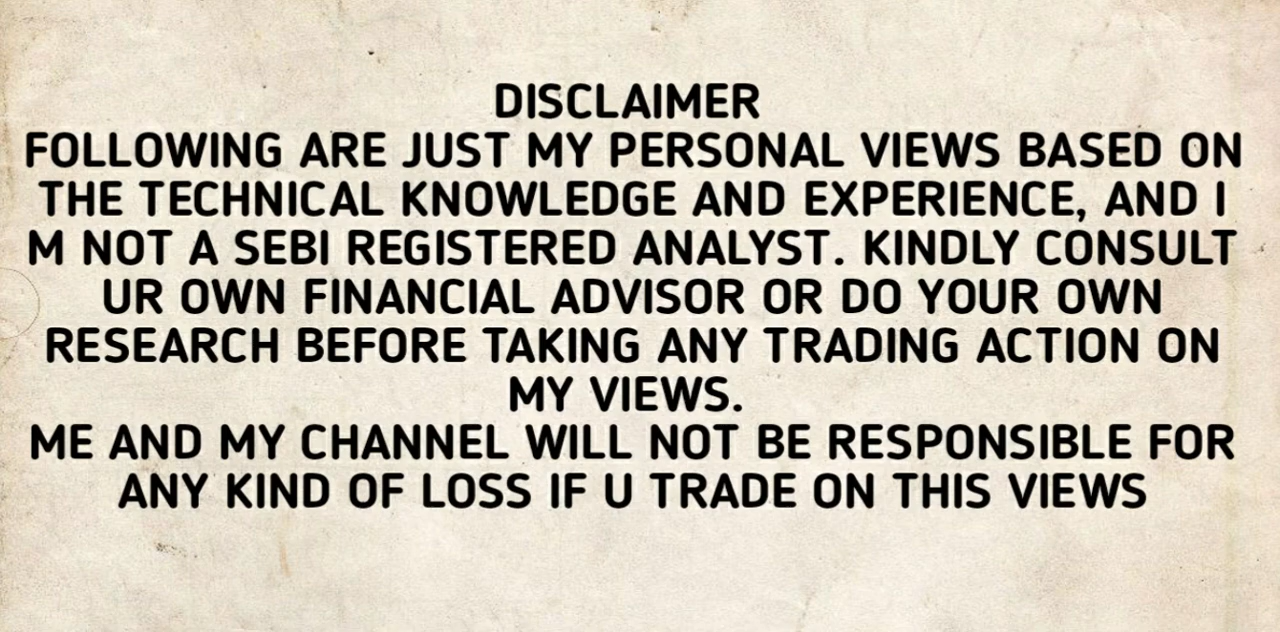 DISCLAIMER
FOLLOWING ARE JUST MY PERSONAL VIEWS BASED ON
THE TECHNICAL KNOWLEDGE AND EXPERIENCE, AND I
M NOT A SEBI REGISTERED ANALYST. KINDLY CONSULT
UR OWN FINANCIAL ADVISOR OR DO YOUR OWN
RESEARCH BEFORE TAKING ANY TRADING ACTION ON
MY VIEWS.
ME AND MY CHANNEL WILL NOT BE RESPONSIBLE FOR
ANY KIND OF LOSS IF U TRADE ON THIS VIEWS